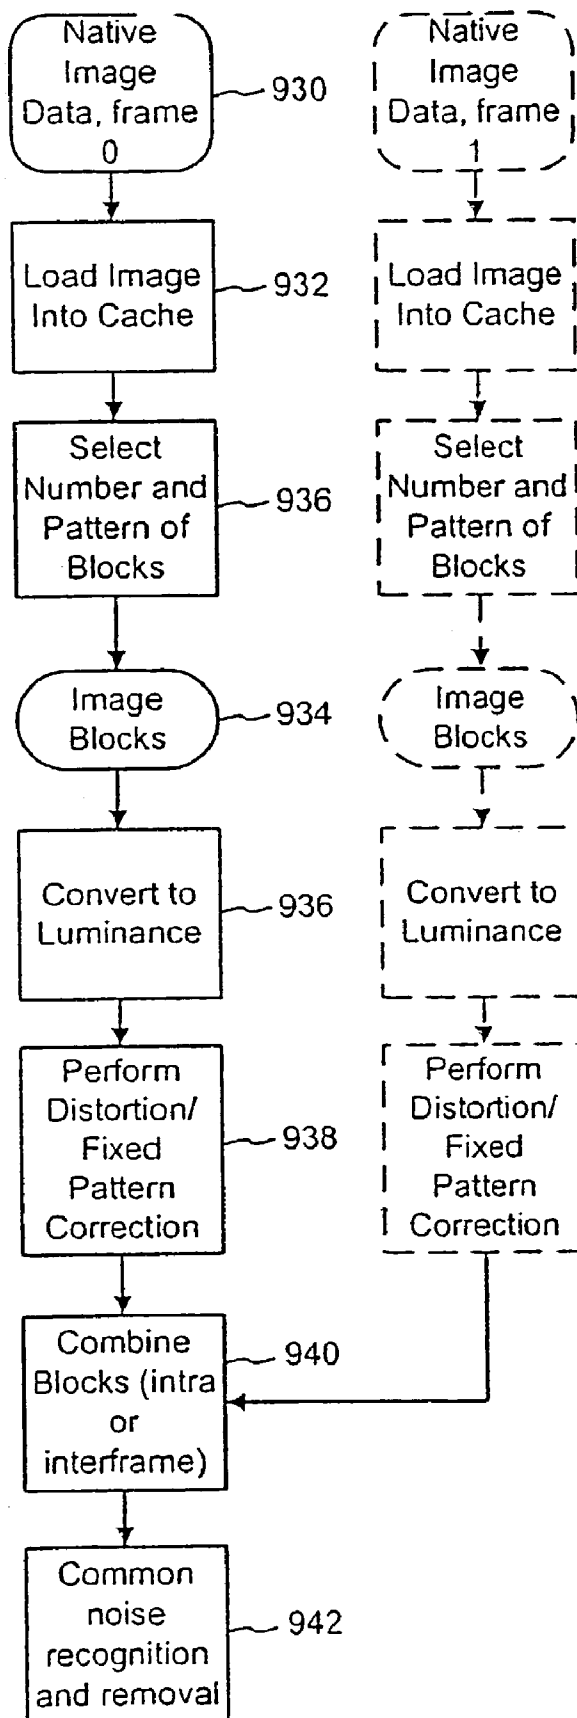 Native
Image
Data, frame
0
930
Load Image
Into Cache
932
Select
Number and
Pattern of
Blocks
936
Image
Blocks
934
Convert to
Luminance
936
Perform
Distortion/
Fixed
Pattern
Correction
938
Combine
Blocks (intra
or
interframe)
940
Common
noise
recognition
and removal
942
Native
Image
Data, frame
1
Load Image
Into Cache
Select
Number and
Pattern of
Blocks
Image
Blocks
Convert to
Luminance
Perform
Distortion/
Fixed
Pattern
Correction